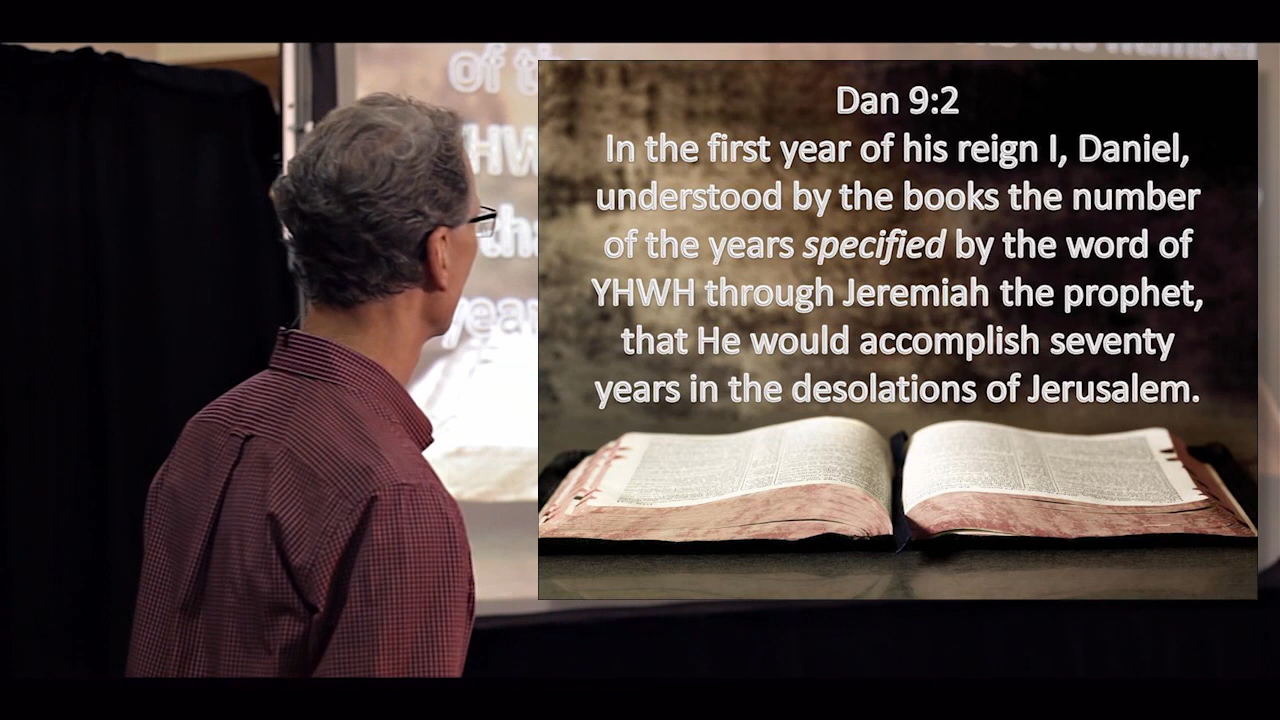 Dan 9:2
In the first year of his reign I, Daniel,
understood by the books the number
of the years specified by the word of
YHWH through Jeremiah the prophet,
that He would accomplish seventy
years in the desolations of Jerusalem.